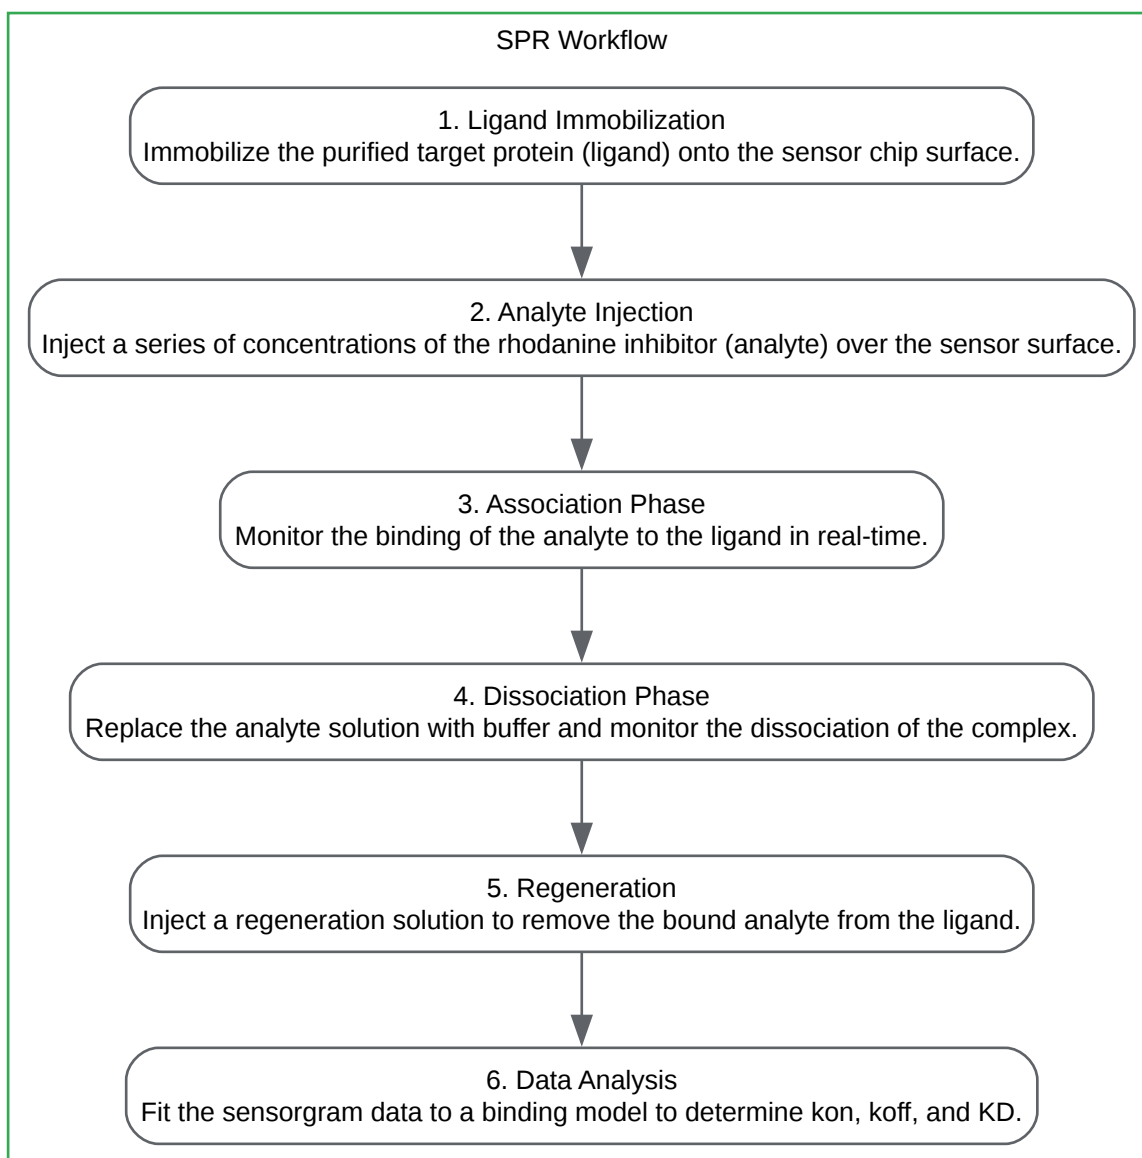 SPR Workflow
1. Ligand Immobilization
Immobilize the purified target protein (ligand) onto the sensor chip surface.
2. Analyte Injection
Inject a series of concentrations of the rhodanine inhibitor (analyte) over the sensor surface.
3. Association Phase
Monitor the binding of the analyte to the ligand in real-time.
4. Dissociation Phase
Replace the analyte solution with buffer and monitor the dissociation of the complex.
5. Regeneration
Inject a regeneration solution to remove the bound analyte from the ligand.
6. Data Analysis
Fit the sensorgram data to a binding model to determine kon, koff, and KD.